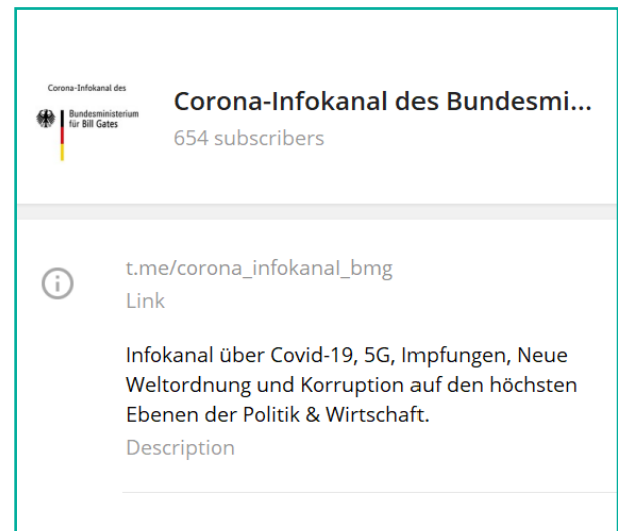 Corona-Infokanal des
Bundesministerium
für Bill Gates
Corona-Infokanal des Bundesmi...
654 subscribers
t.me/corona_infokanal_bmg
Link
Infokanal über Covid-19, 5G, Impfungen, Neue
Weltordnung und Korruption auf den höchsten
Ebenen der Politik & Wirtschaft.
Description